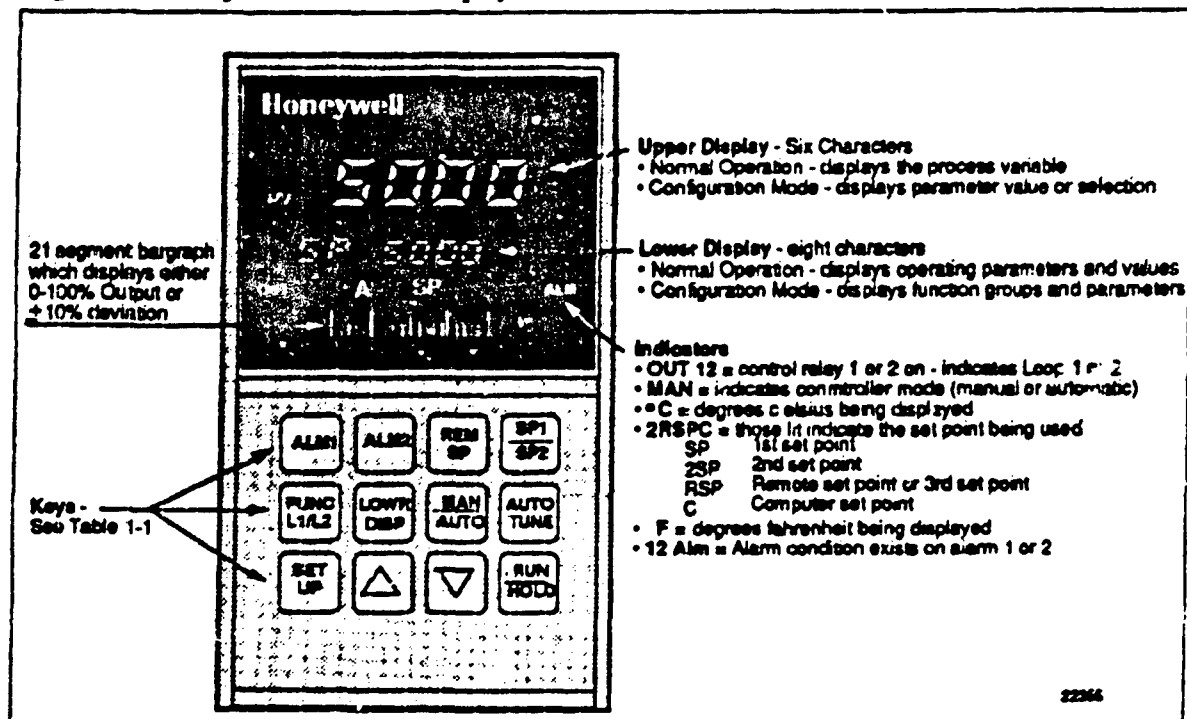 Honeywell
5000
SP 5000
A SP
ALM
Upper Display - Six Characters
• Normal Operation - displays the process variable
• Configuration Mode - displays parameter value or selection
21 segment bargraph
which displays either
0-100% Output or
± 10% deviation
Lower Display - eight characters
• Normal Operation - displays operating parameters and values
• Configuration Mode - displays function groups and parameters
Indicators
• OUT 12 = control relay 1 or 2 on - indicates Loop 1 or 2
• MAN = indicates conmtroller mode (manual or automatic)
• °C = degrees celsius being displayed
• 2RSPC = those lit indicate the set point being used
SP 1st set point
2SP 2nd set point
RSP Remote set point or 3rd set point
C Computer set point
• F = degrees fahrenheit being displayed
• 12 Alm = Alarm condition exists on alarm 1 or 2
Keys -
See Table 1-1
ALM1 ALM2 REM SP SP1 SP2
FUNC L1/L2 LOWR DISP MAN AUTO AUTO TUNE
SET UP RUN HOLD
22366